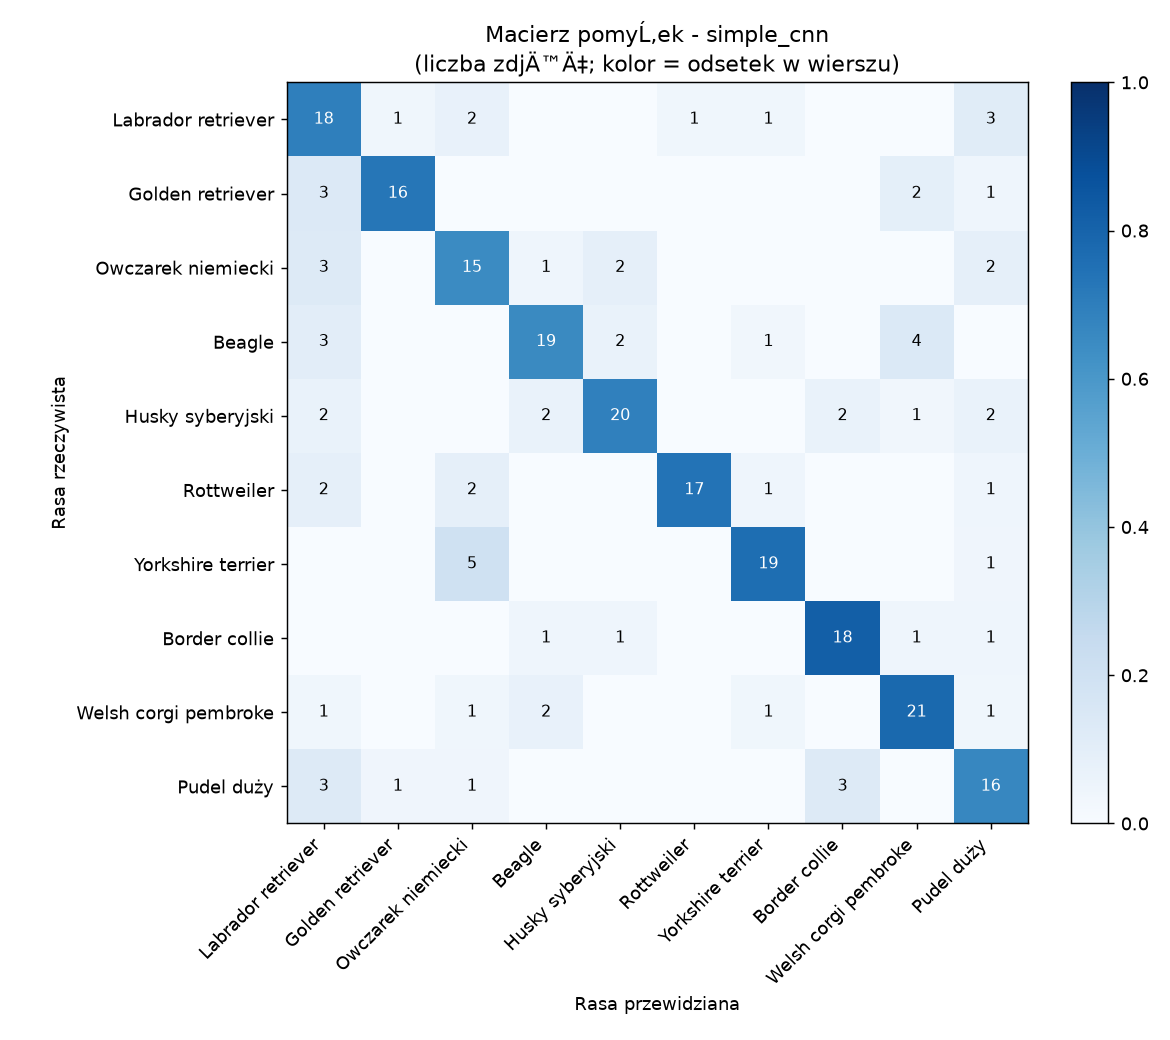 Macierz pomyĹ‚ek - simple_cnn
(liczba zdjÄ™Ä‡; kolor = odsetek w wierszu)
Labrador retriever 18 1 2 1 1 3
Golden retriever 3 16 2 1
Owczarek niemiecki 3 15 1 2 2
Beagle 3 19 2 1 4
Husky syberyjski 2 2 20 2 1 2
Rottweiler 2 2 17 1 1
Yorkshire terrier 5 19 1
Border collie 1 1 18 1 1
Welsh corgi pembroke 1 1 2 1 21 1
Pudel duży 3 1 1 3 16
Rasa rzeczywista
Labrador retriever
Golden retriever
Owczarek niemiecki
Beagle
Husky syberyjski
Rottweiler
Yorkshire terrier
Border collie
Welsh corgi pembroke
Pudel duży
Rasa przewidziana
1.0
0.8
0.6
0.4
0.2
0.0